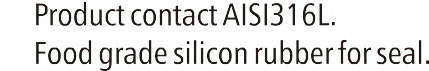 Product contact AISI316L.
Food grade silicon rubber for seal.